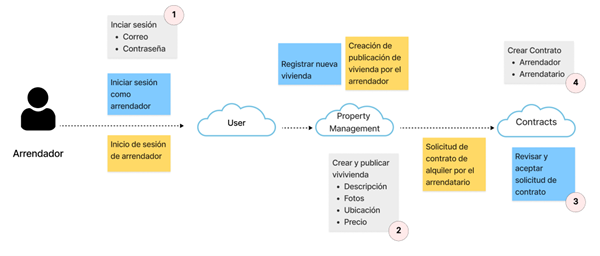 Inciar sesión
• Correo
• Contraseña
1
Iniciar sesión
como
arrendador
Arrendador
Inicio de sesión
de arrendador
User
Registrar nueva
vivienda
Creación de
publicación de
vivienda por el
arrendador
Property
Management
Crear y publicar
vivivienda
• Descripción
• Fotos
• Ubicación
• Precio
2
Solicitud de
contrato de
alquiler por el
arrendatario
Crear Contrato
• Arrendador
• Arrendatario
4
Contracts
Revisar y
aceptar
solicitud de
contrato
3